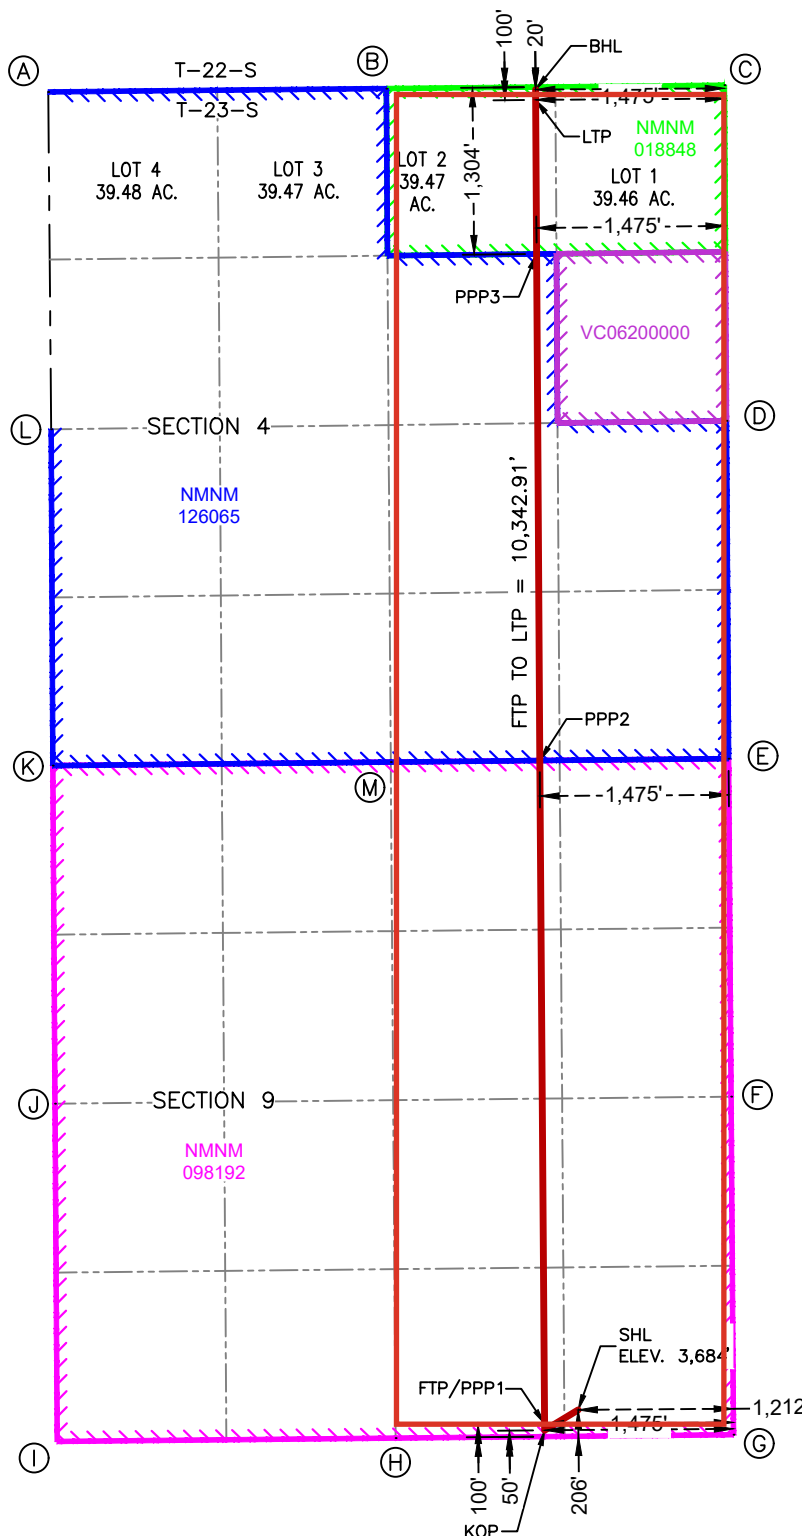 100'
20'
BHL
A
B
C
T-22-S
T-23-S
1,475'
1,475'
LTP
NMNM
018848
LOT 4
39.48 AC.
LOT 3
39.47 AC.
LOT 2
39.47
AC.
1,304'
LOT 1
39.46 AC.
1,475'
PPP3
VC06200000
L
SECTION 4
D
NMNM
126065
FTP TO LTP = 10,342.91'
PPP2
K
M
E
1,475'
J
SECTION 9
F
NMNM
098192
SHL
ELEV. 3,684'
FTP/PPP1
1,212
1,475'
I
H
G
100'
50'
206'
KOP